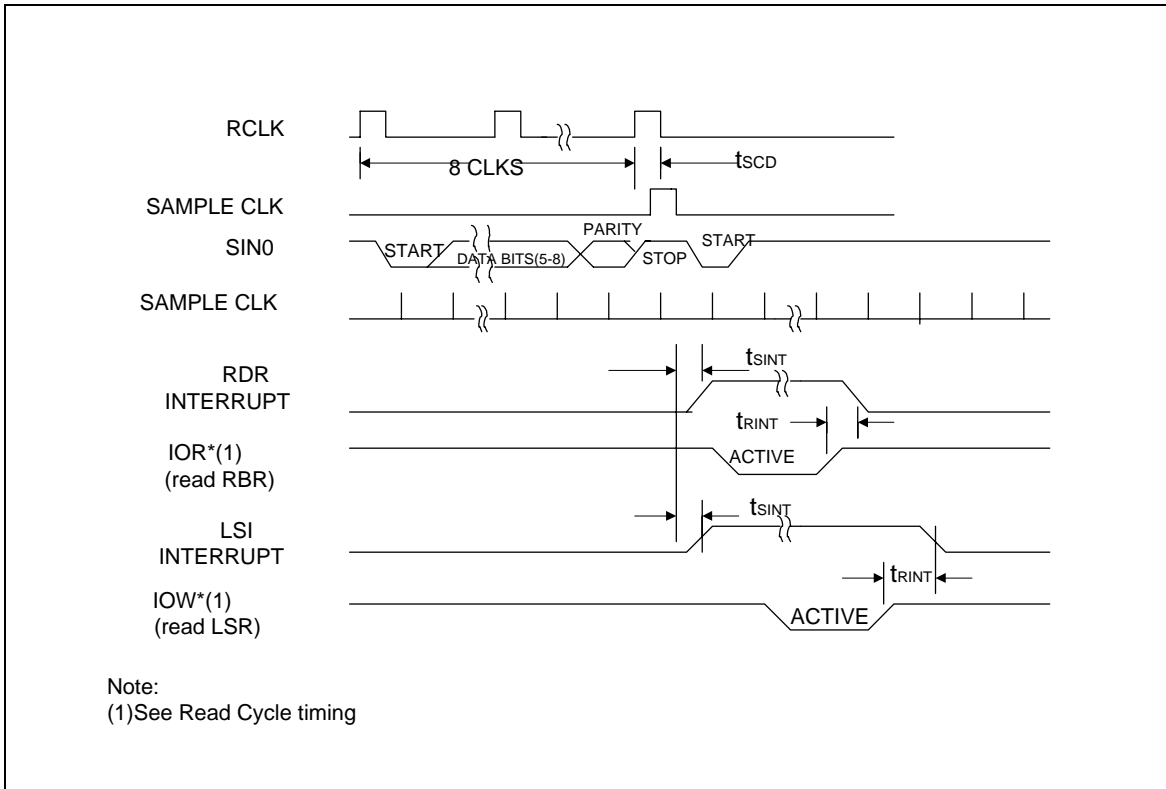 RCLK
8 CLKS
tSCD
SAMPLE CLK
PARITY
SIN0
START
DATA BITS(5-8)
STOP
START
SAMPLE CLK
tSINT
RDR
INTERRUPT
tRINT
IOR*(1)
(read RBR)
ACTIVE
tSINT
LSI
INTERRUPT
tRINT
IOW*(1)
(read LSR)
ACTIVE
Note:
(1)See Read Cycle timing